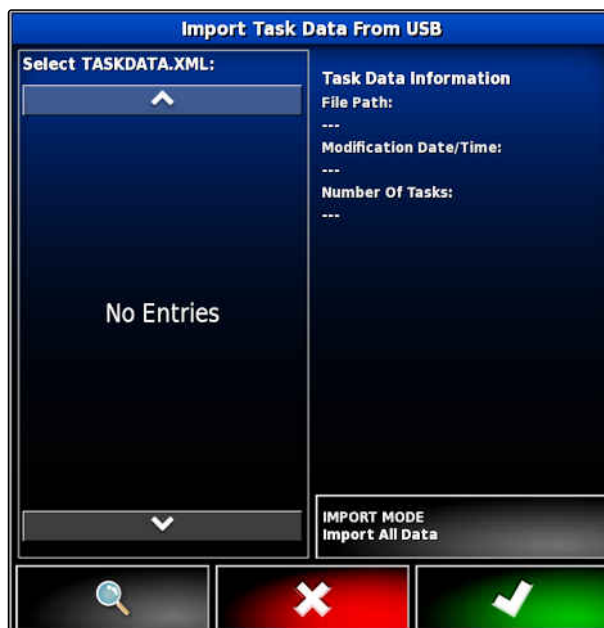 Import Task Data From USB
Select TASKDATA.XML:
No Entries
Task Data Information
File Path:
---
Modification Date/Time:
---
Number Of Tasks:
---
IMPORT MODE
Import All Data